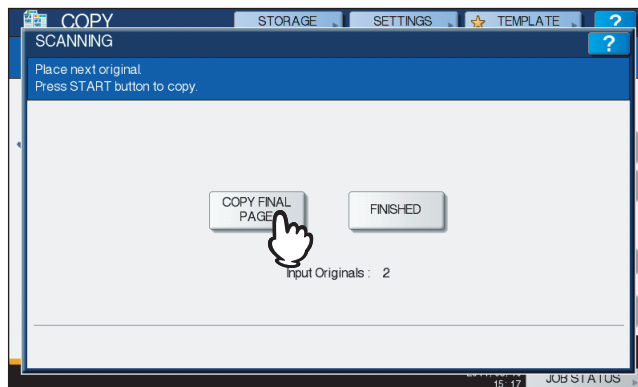 COPY
STORAGE
SETTINGS
TEMPLATE
?
SCANNING
?
Place next original.
Press START button to copy.
COPY FINAL
PAGE
FINISHED
Input Originals : 2
15:17
JOB STATUS